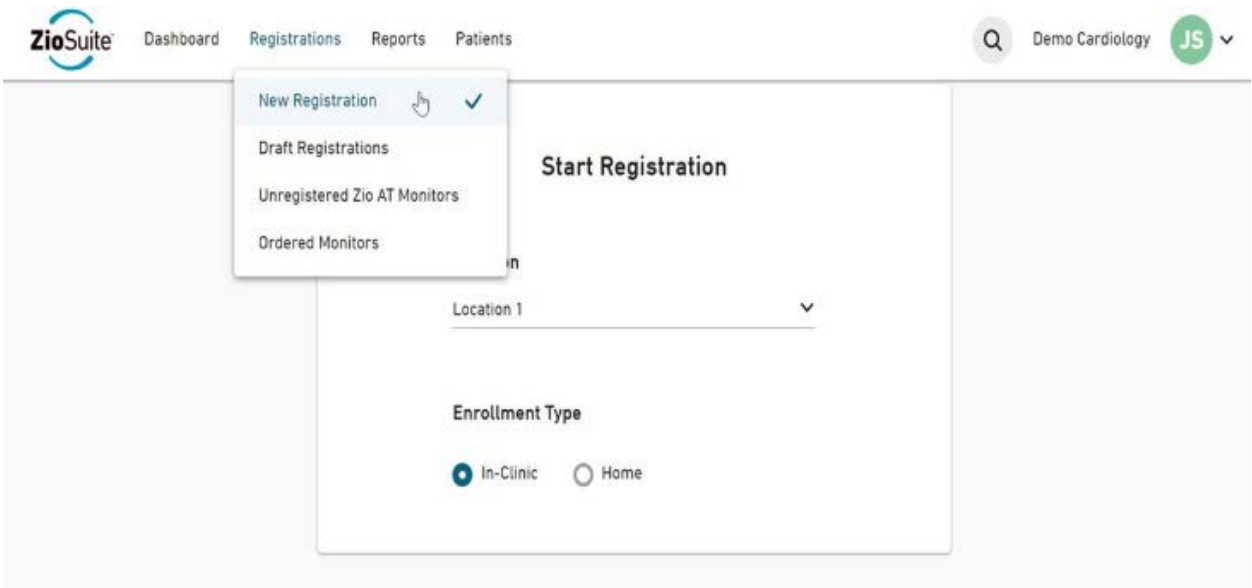 ZioSuite Dashboard Registrations Reports Patients Demo Cardiology JS
New Registration
Draft Registrations
Unregistered Zio AT Monitors
Ordered Monitors
Start Registration
Location 1
Enrollment Type
In-Clinic Home